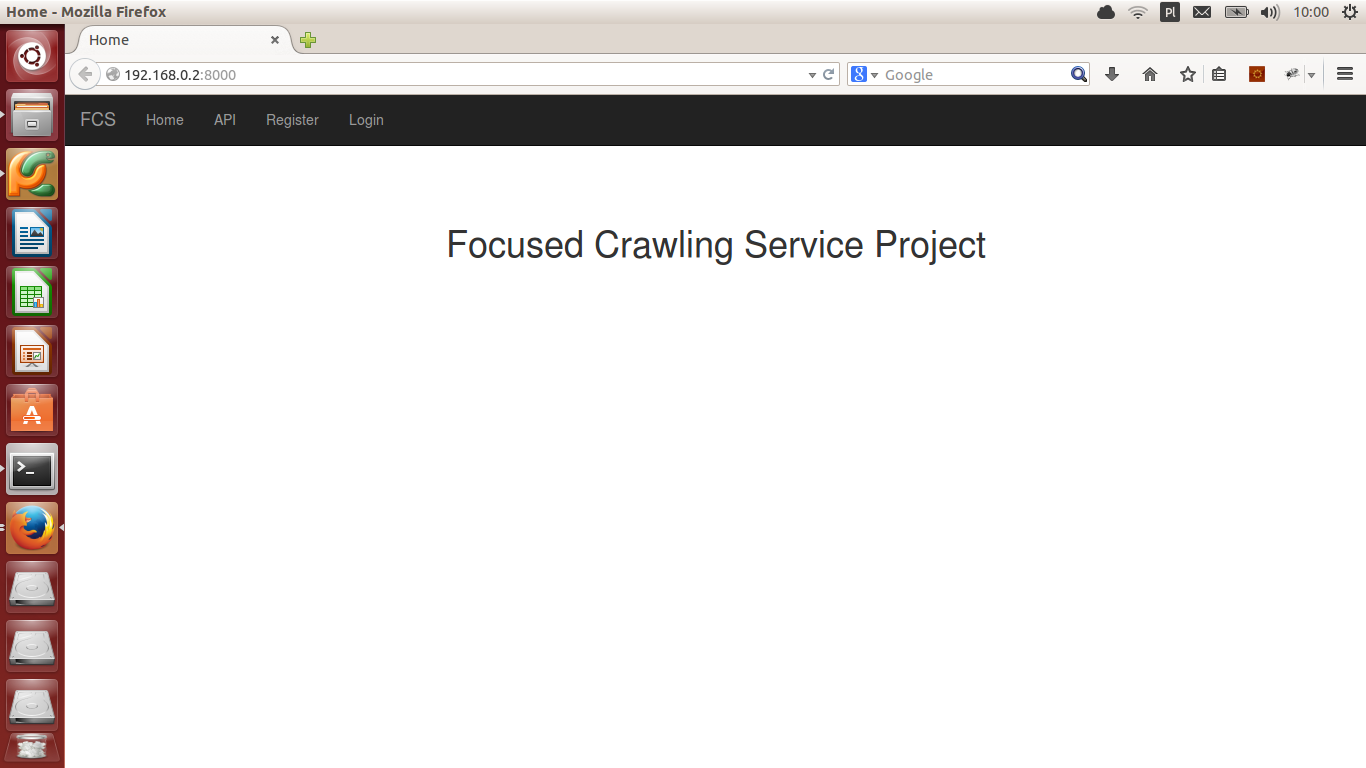 Home - Mozilla Firefox
Pl
10:00
Home
192.168.0.2:8000
8
Google
FCS
Home
API
Register
Login
Focused Crawling Service Project